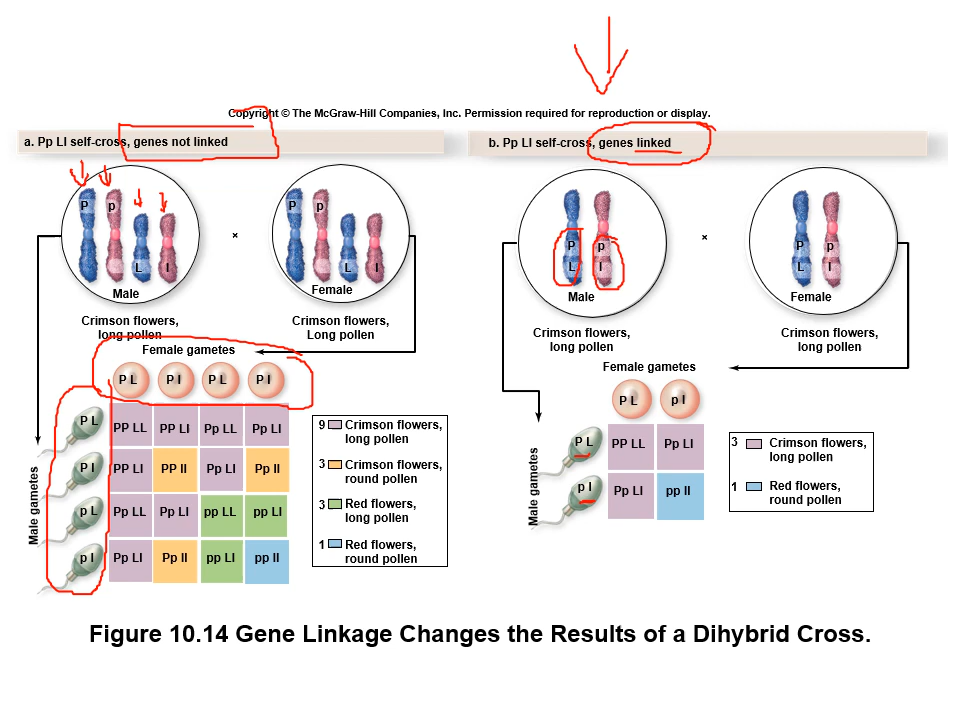 Copyright © The McGraw-Hill Companies, Inc. Permission required for reproduction or display.
a. Pp Ll self-cross, genes not linked
P p L l
Male
×
P p L l
Female
Crimson flowers,
long pollen
Crimson flowers,
Long pollen
Female gametes
P L P l P L P l
Male gametes
P L PP LL PP Ll Pp LL Pp Ll
P l PP Ll PP ll Pp Ll Pp ll
p L Pp LL Pp Ll pp LL pp Ll
p l Pp Ll Pp ll pp Ll pp ll
9 Crimson flowers,
long pollen
3 Crimson flowers,
round pollen
3 Red flowers,
long pollen
1 Red flowers,
round pollen
b. Pp Ll self-cross, genes linked
P p
L l
Male
×
P p
L l
Female
Crimson flowers,
long pollen
Crimson flowers,
long pollen
Female gametes
P L p l
Male gametes
P L PP LL Pp Ll
p l Pp Ll pp ll
3 Crimson flowers,
long pollen
1 Red flowers,
round pollen
Figure 10.14 Gene Linkage Changes the Results of a Dihybrid Cross.